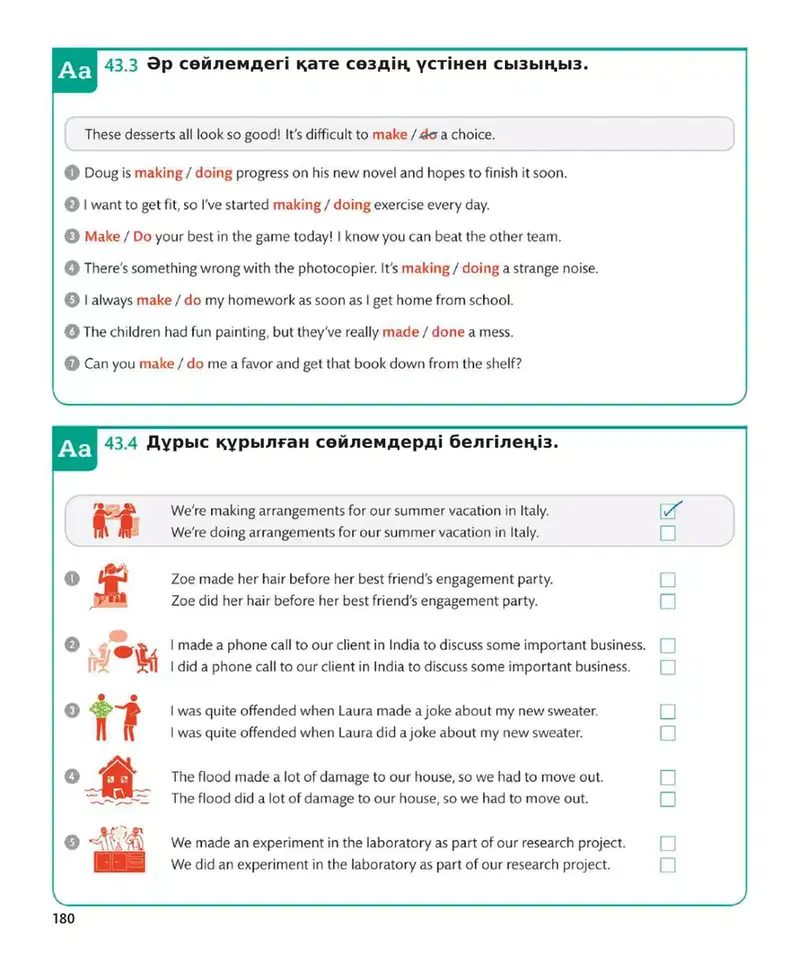 Aa 43.3 Әр сөйлемдегі қате сөздің үстінен сызыңыз.
These desserts all look so good! It's difficult to make / do a choice.
1 Doug is making / doing progress on his new novel and hopes to finish it soon.
2 I want to get fit, so I've started making / doing exercise every day.
3 Make / Do your best in the game today! I know you can beat the other team.
4 There's something wrong with the photocopier. It's making / doing a strange noise.
5 I always make / do my homework as soon as I get home from school.
6 The children had fun painting, but they've really made / done a mess.
7 Can you make / do me a favor and get that book down from the shelf?
Aa 43.4 Дұрыс құрылған сөйлемдерді белгілеңіз.
We're making arrangements for our summer vacation in Italy.
We're doing arrangements for our summer vacation in Italy.
1 Zoe made her hair before her best friend's engagement party.
Zoe did her hair before her best friend's engagement party.
2 I made a phone call to our client in India to discuss some important business.
I did a phone call to our client in India to discuss some important business.
3 I was quite offended when Laura made a joke about my new sweater.
I was quite offended when Laura did a joke about my new sweater.
4 The flood made a lot of damage to our house, so we had to move out.
The flood did a lot of damage to our house, so we had to move out.
5 We made an experiment in the laboratory as part of our research project.
We did an experiment in the laboratory as part of our research project.
180